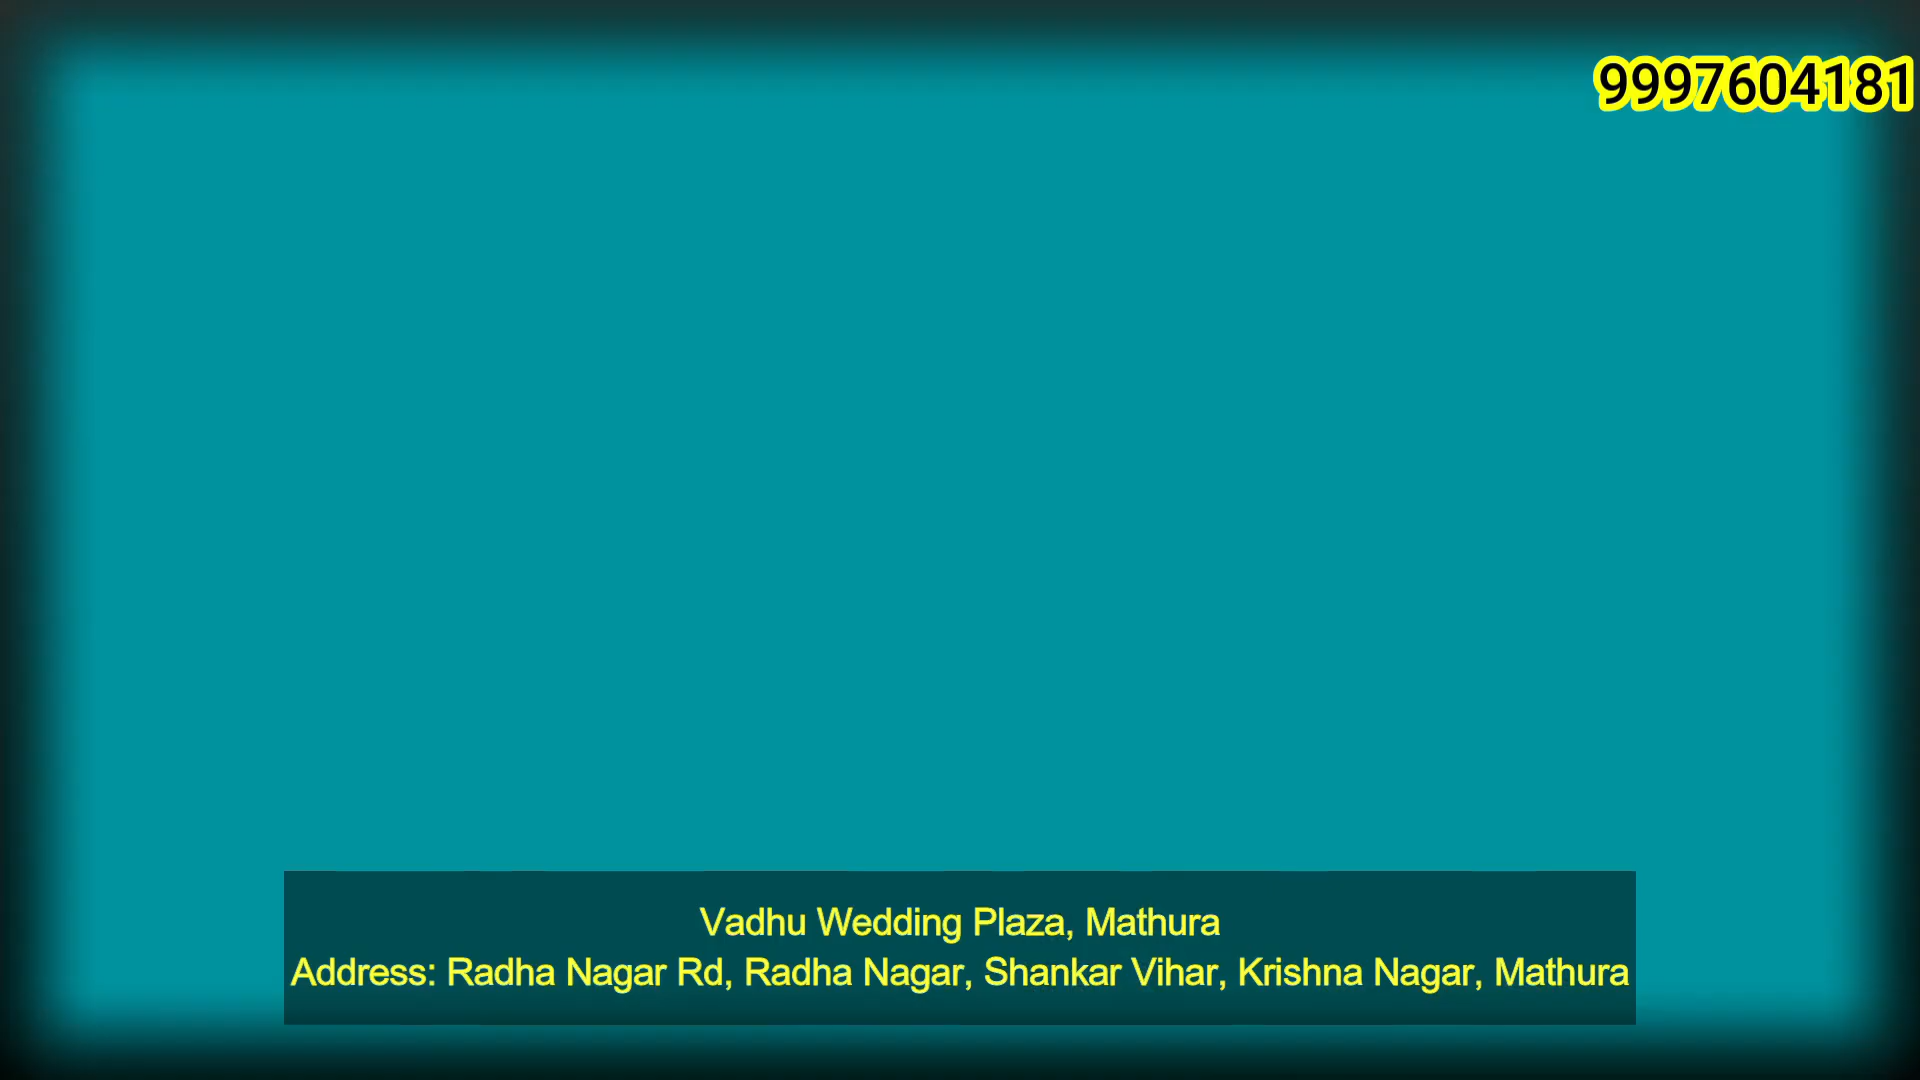 9997604181
Vadhu Wedding Plaza, Mathura
Address: Radha Nagar Rd, Radha Nagar, Shankar Vihar, Krishna Nagar, Mathura